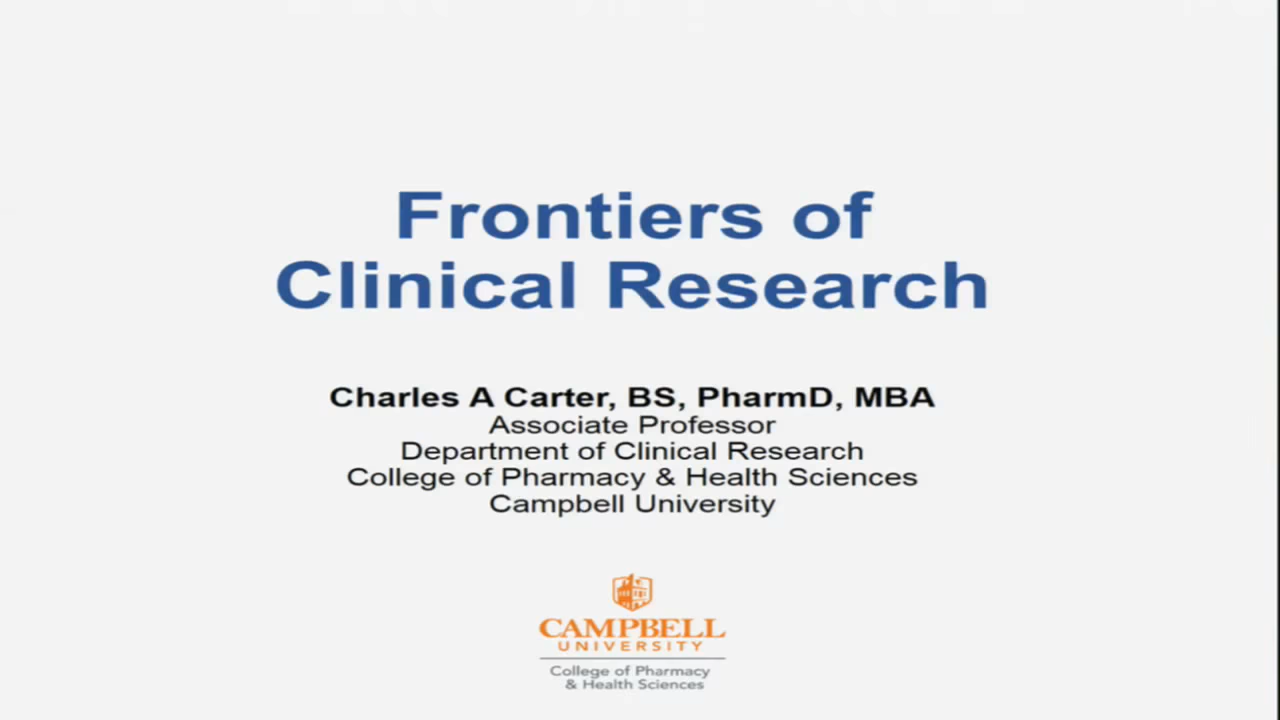 Frontiers of
Clinical Research
Charles A Carter, BS, PharmD, MBA
Associate Professor
Department of Clinical Research
College of Pharmacy & Health Sciences
Campbell University
CAMPBELL
UNIVERSITY
College of Pharmacy
& Health Sciences